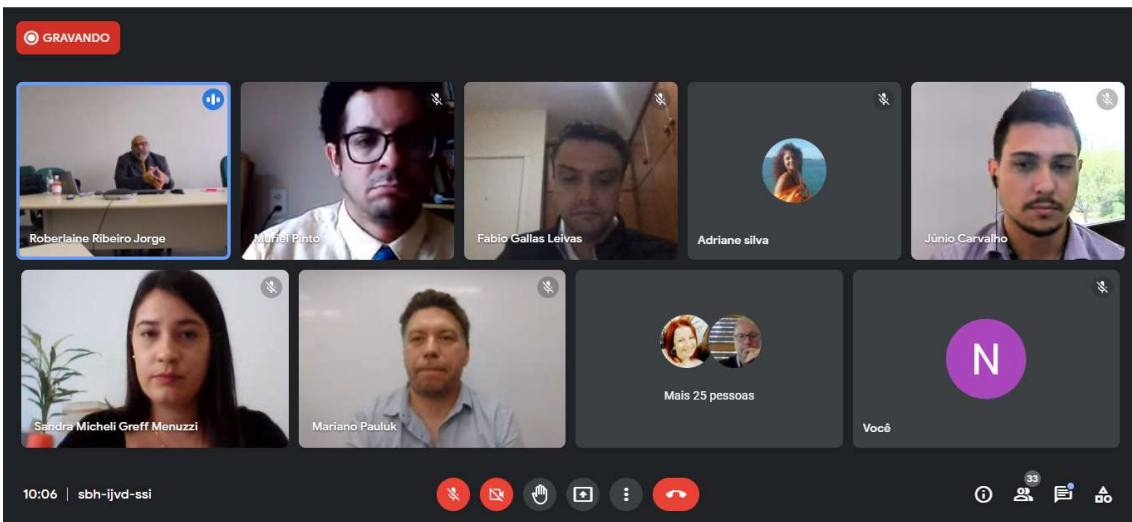 GRAVANDO
Roberlaine Ribeiro Jorge
Muriel Pinto
Fabio Gallas Leivas
Adriane silva
Júnio Carvalho
Sandra Micheli Greff Menuzzi
Mariano Pauluk
Mais 25 pessoas
N
Você
10:06 | sbh-ijvd-ssi
33